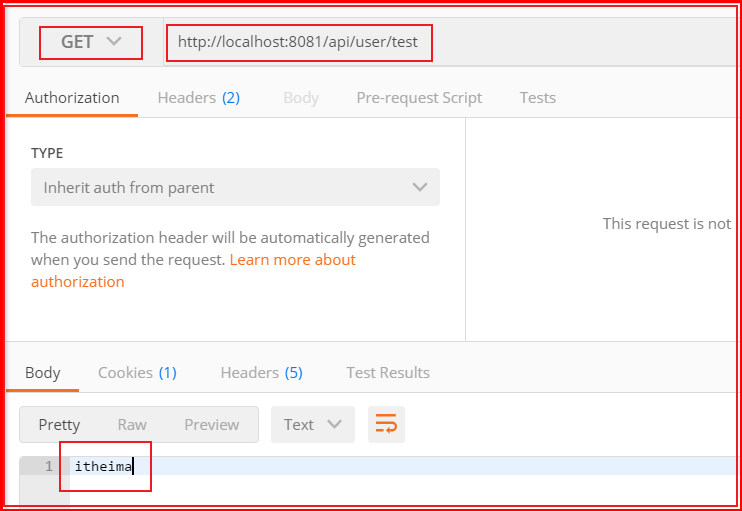 GET http://localhost:8081/api/user/test
Authorization Headers (2) Body Pre-request Script Tests
TYPE
Inherit auth from parent
The authorization header will be automatically generated
when you send the request. Learn more about
authorization
This request is not
Body Cookies (1) Headers (5) Test Results
Pretty Raw Preview Text
1 itheima